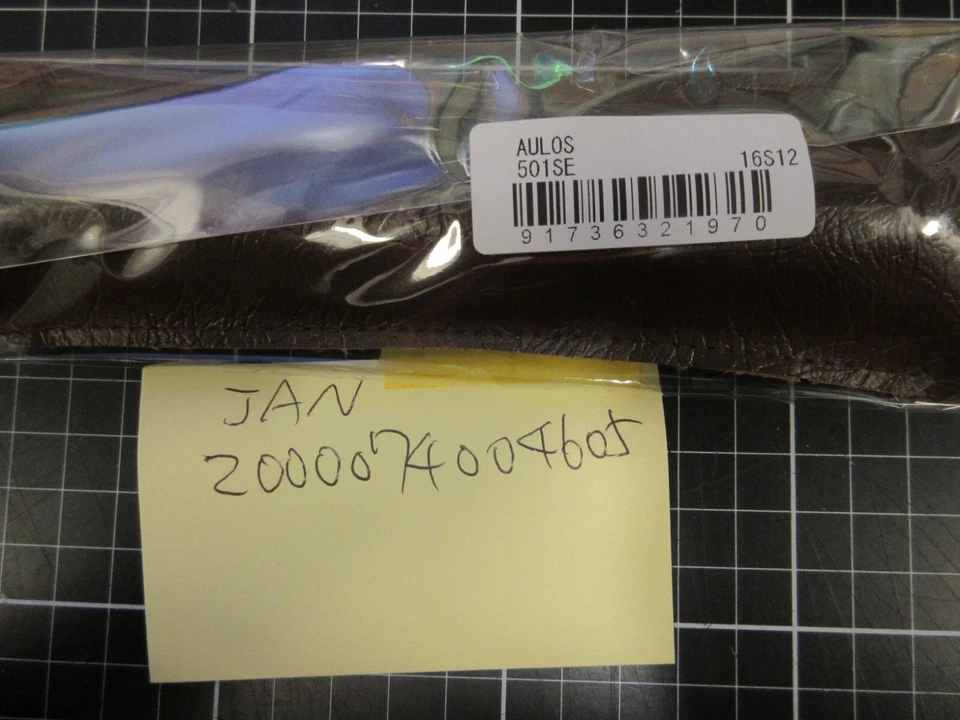 AULOS
501SE 16S12
91736321970
JAN
2000074004605